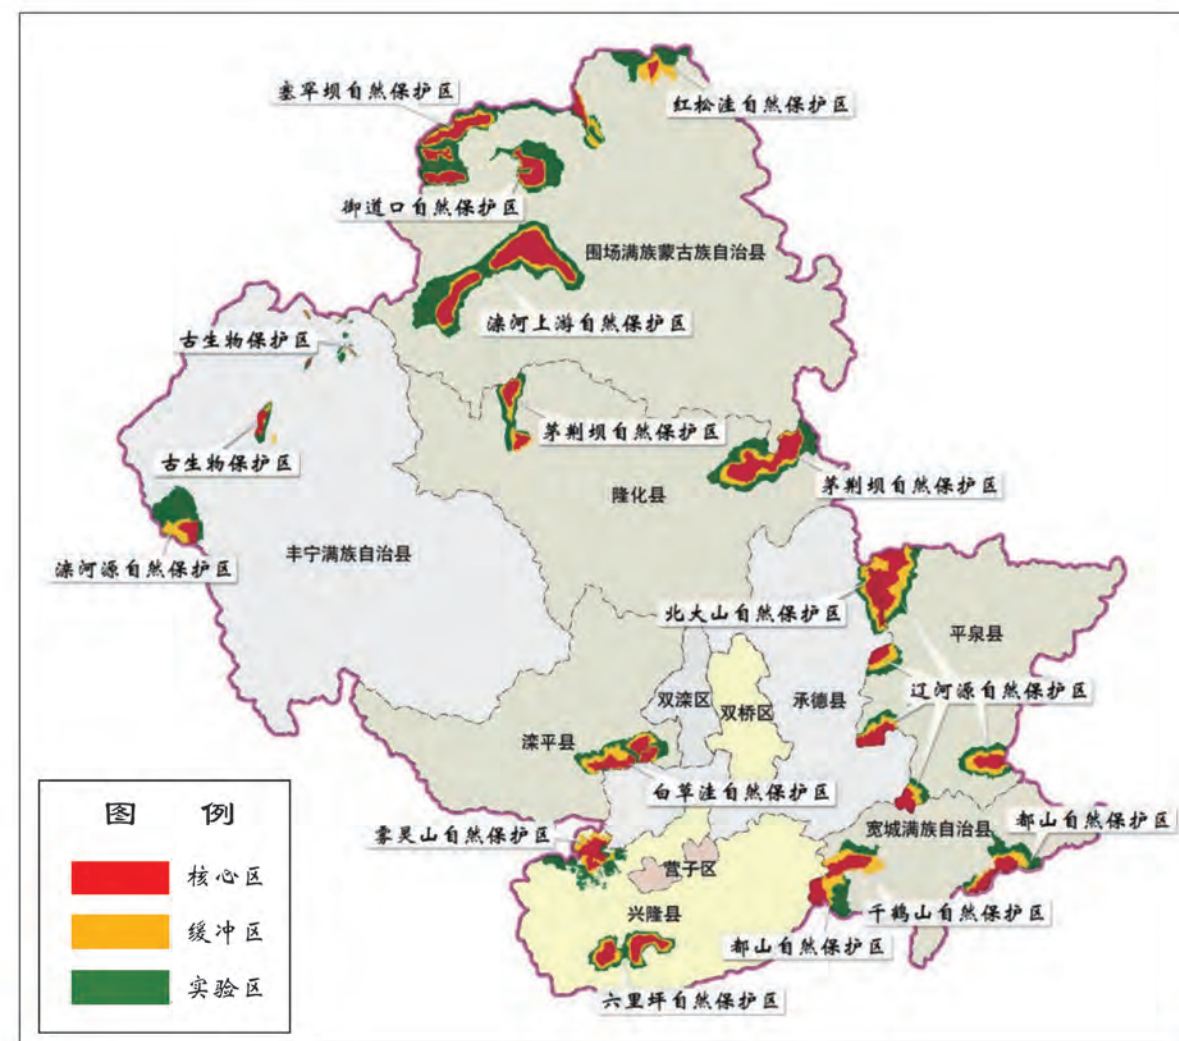 塞罕坝自然保护区
红松洼自然保护区
御道口自然保护区
围场满族蒙古族自治县
滦河上游自然保护区
古生物保护区
茅荆坝自然保护区
古生物保护区
茅荆坝自然保护区
隆化县
丰宁满族自治县
滦河源自然保护区
北大山自然保护区
平泉县
辽河源自然保护区
双滦区
双桥区
承德县
滦平县
白草洼自然保护区
雾灵山自然保护区
宽城满族自治县
都山自然保护区
营子区
兴隆县
千鹤山自然保护区
都山自然保护区
六里坪自然保护区
图 例
核心区
缓冲区
实验区